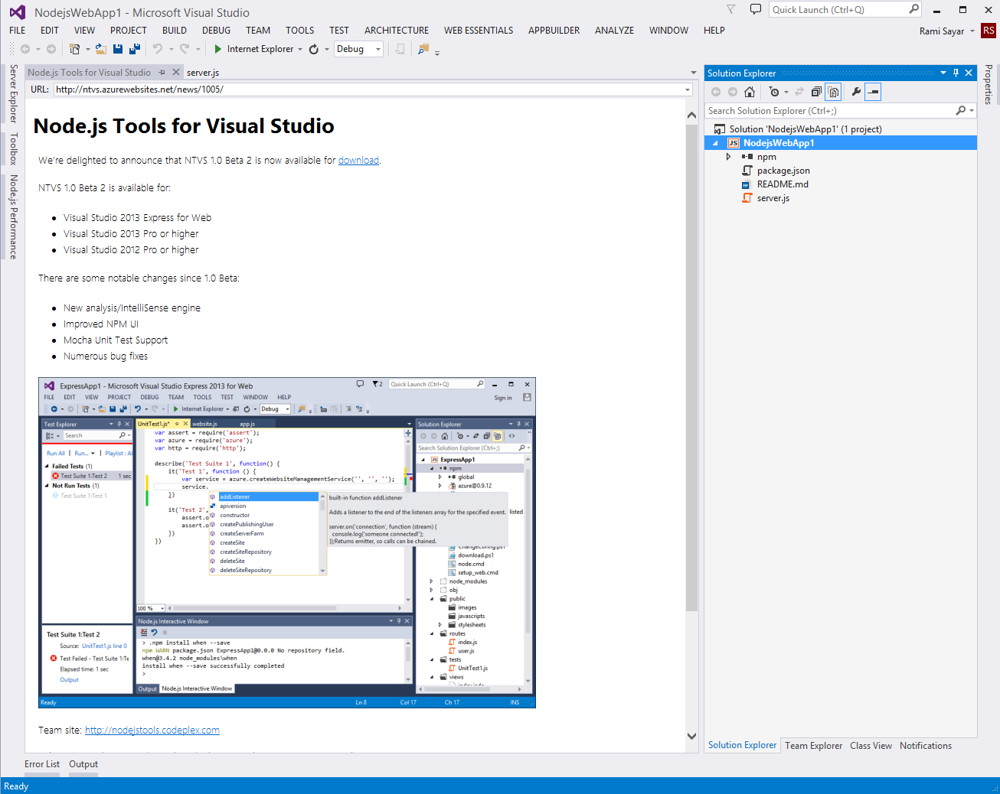 NodejsWebApp1 - Microsoft Visual Studio
Quick Launch (Ctrl+Q)
FILE EDIT VIEW PROJECT BUILD DEBUG TEAM TOOLS TEST ARCHITECTURE WEB ESSENTIALS APPBUILDER ANALYZE WINDOW HELP
Rami Sayar RS
Internet Explorer Debug
Server Explorer
Toolbox
Node.js Performance
Node.js Tools for Visual Studio server.js
URL: http://ntvs.azurewebsites.net/news/1005/
Node.js Tools for Visual Studio
We're delighted to announce that NTVS 1.0 Beta 2 is now available for download.
NTVS 1.0 Beta 2 is available for:
Visual Studio 2013 Express for Web
Visual Studio 2013 Pro or higher
Visual Studio 2012 Pro or higher
There are some notable changes since 1.0 Beta:
New analysis/IntelliSense engine
Improved NPM UI
Mocha Unit Test Support
Numerous bug fixes
ExpressApp1 - Microsoft Visual Studio Express 2013 for Web
2 Quick Launch (Ctrl+Q)
FILE EDIT VIEW PROJECT DEBUG TEAM TOOLS TEST WINDOW HELP
Sign in
Internet Explorer Debug
Test Explorer
Search
Run All | Run... | Playlist : Al
Failed Tests (1)
Test Suite 1:Test 2 1 sec
Not Run Tests (1)
Test Suite 1:Test 1
Test Suite 1:Test 2
Source: UnitTest1.js line 0
Test Failed - Test Suite 1:Te
Elapsed time: 1 sec
Output
UnitTest1.js* website.js app.js
var assert = require('assert');
var azure = require('azure');
var http = require('http');
describe('Test Suite 1', function() {
it('Test 1', function () {
var service = azure.createWebsiteManagementService('', '', '');
service.
})
it('Test 2',
assert.o
assert.o
})
})
addListener
apiversion
constructor
createPublishingUser
createServerFarm
createSite
createSiteRepository
deleteSite
deleteSiteRepository
built-in function addListener
Adds a listener to the end of the listeners array for the specified event. listed
server.on('connection', function (stream) {
console.log('someone connected!');
});Returns emitter, so calls can be chained.
100 %
Node.js Interactive Window
> .npm install when --save
npm WARN package.json ExpressApp1@0.0.0 No repository field.
when@3.4.2 node_modules\when
install when --save successfully completed
>
Output Node.js Interactive Window
Solution Explorer
Search Solution Explorer (Ctrl+;)
ExpressApp1
npm
global
azure@0.9.12
ChangeConfig.ps1
download.ps1
node.cmd
setup_web.cmd
node_modules
obj
public
images
javascripts
stylesheets
routes
index.js
user.js
tests
UnitTest1.js
views
Ready Ln 8 Col 17 Ch 17 INS
Team site: http://nodejstools.codeplex.com
Solution Explorer
Search Solution Explorer (Ctrl+;)
Solution 'NodejsWebApp1' (1 project)
JS NodejsWebApp1
npm
package.json
README.md
server.js
Properties
Solution Explorer Team Explorer Class View Notifications
Error List Output
Ready